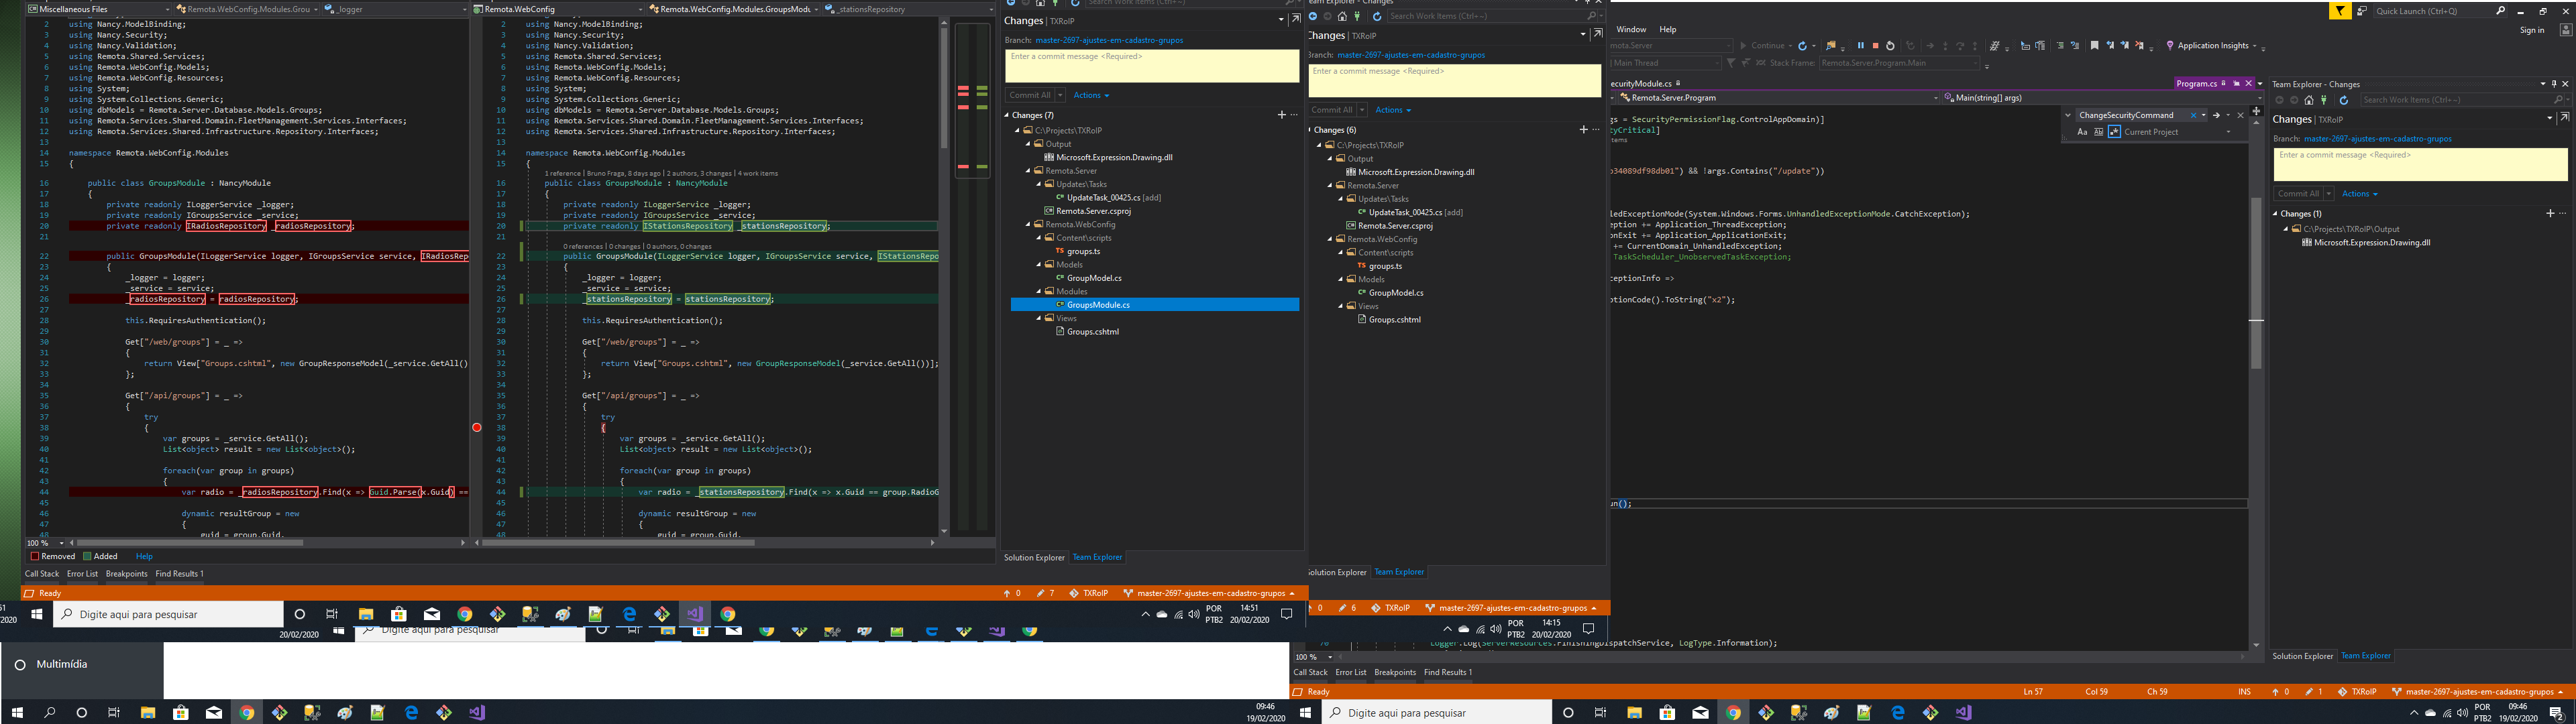 Miscellaneous Files
Remota.WebConfig.Modules.Grou
_logger
2 using Nancy.ModelBinding;
3 using Nancy.Security;
4 using Nancy.Validation;
5 using Remota.Shared.Services;
6 using Remota.WebConfig.Models;
7 using Remota.WebConfig.Resources;
8 using System;
9 using System.Collections.Generic;
10 using dbModels = Remota.Server.Database.Models.Groups;
11 using Remota.Services.Shared.Domain.FleetManagement.Services.Interfaces;
12 using Remota.Services.Shared.Infrastructure.Repository.Interfaces;
13
14 namespace Remota.WebConfig.Modules
15 {
16 public class GroupsModule : NancyModule
17 {
18 private readonly ILoggerService _logger;
19 private readonly IGroupsService _service;
20 private readonly IRadiosRepository _radiosRepository;
21
22 public GroupsModule(ILoggerService logger, IGroupsService service, IRadiosRep
23 {
24 _logger = logger;
25 _service = service;
26 _radiosRepository = radiosRepository;
27
28 this.RequiresAuthentication();
29
30 Get["/web/groups"] = _ =>
31 {
32 return View["Groups.cshtml", new GroupResponseModel(_service.GetAll()
33 };
34
35 Get["/api/groups"] = _ =>
36 {
37 try
38 {
39 var groups = _service.GetAll();
40 List<object> result = new List<object>();
41
42 foreach(var group in groups)
43 {
44 var radio = _radiosRepository.Find(x => Guid.Parse(x.Guid) ==
45
46 dynamic resultGroup = new
47 {
48 guid = group.Guid,
100 %
Removed Added Help
Call Stack Error List Breakpoints Find Results 1
Ready
Remota.WebConfig
Remota.WebConfig.Modules.GroupsModu
_stationsRepository
2 using Nancy.ModelBinding;
3 using Nancy.Security;
4 using Nancy.Validation;
5 using Remota.Shared.Services;
6 using Remota.WebConfig.Models;
7 using Remota.WebConfig.Resources;
8 using System;
9 using System.Collections.Generic;
10 using dbModels = Remota.Server.Database.Models.Groups;
11 using Remota.Services.Shared.Domain.FleetManagement.Services.Interfaces;
12 using Remota.Services.Shared.Infrastructure.Repository.Interfaces;
13
14 namespace Remota.WebConfig.Modules
15 {
1 reference | Bruno Fraga, 8 days ago | 2 authors, 3 changes | 4 work items
16 public class GroupsModule : NancyModule
17 {
18 private readonly ILoggerService _logger;
19 private readonly IGroupsService _service;
20 private readonly IStationsRepository _stationsRepository;
21
0 references | 0 changes | 0 authors, 0 changes
22 public GroupsModule(ILoggerService logger, IGroupsService service, IStationsRepo
23 {
24 _logger = logger;
25 _service = service;
26 _stationsRepository = stationsRepository;
27
28 this.RequiresAuthentication();
29
30 Get["/web/groups"] = _ =>
31 {
32 return View["Groups.cshtml", new GroupResponseModel(_service.GetAll())];
33 };
34
35 Get["/api/groups"] = _ =>
36 {
37 try
38 {
39 var groups = _service.GetAll();
40 List<object> result = new List<object>();
41
42 foreach(var group in groups)
43 {
44 var radio = _stationsRepository.Find(x => x.Guid == group.RadioG
45
46 dynamic resultGroup = new
47 {
48 guid = group.Guid,
Search Work Items (Ctrl+~)
Changes | TXRoIP
Branch: master-2697-ajustes-em-cadastro-grupos
Enter a commit message <Required>
Commit All Actions
Changes (7)
C:\Projects\TXRoIP
Output
Microsoft.Expression.Drawing.dll
Remota.Server
Updates\Tasks
UpdateTask_00425.cs [add]
Remota.Server.csproj
Remota.WebConfig
Content\scripts
TS groups.ts
Models
GroupModel.cs
Modules
GroupsModule.cs
Views
Groups.cshtml
Solution Explorer Team Explorer
0 7 TXRoIP master-2697-ajustes-em-cadastro-grupos
Digite aqui para pesquisar
POR
PTB2
14:51
20/02/2020
eam Explorer - Changes
Search Work Items (Ctrl+~)
Changes | TXRoIP
Branch: master-2697-ajustes-em-cadastro-grupos
Enter a commit message <Required>
Commit All Actions
Changes (6)
C:\Projects\TXRoIP
Output
Microsoft.Expression.Drawing.dll
Remota.Server
Updates\Tasks
UpdateTask_00425.cs [add]
Remota.Server.csproj
Remota.WebConfig
Content\scripts
TS groups.ts
Models
GroupModel.cs
Views
Groups.cshtml
olution Explorer Team Explorer
0 6 TXRoIP master-2697-ajustes-em-cadastro-grupos
20/02/2020
Digite aqui para pesquisar
POR
PTB2
14:15
20/02/2020
Quick Launch (Ctrl+Q)
Window Help
Sign in
mota.Server Continue Application Insights
Main Thread Stack Frame: Remota.Server.Program.Main
ecurityModule.cs Program.cs
Remota.Server.Program Main(string[] args)
ChangeSecurityCommand
Aa Current Project
gs = SecurityPermissionFlag.ControlAppDomain)]
yCritical]
b34089df98db01") && !args.Contains("/update"))
ledExceptionMode(System.Windows.Forms.UnhandledExceptionMode.CatchException);
eption += Application_ThreadException;
onExit += Application_ApplicationExit;
+= CurrentDomain_UnhandledException;
TaskScheduler_UnobservedTaskException;
ceptionInfo =>
ptionCode().ToString("x2");
un();
70 Logger.Log(ServerResources.FinishingDispatchService, LogType.Information);
100 %
Call Stack Error List Breakpoints Find Results 1
Ready Ln 57 Col 59 Ch 59 INS 0 1 TXRoIP master-2697-ajustes-em-cadastro-grupos
Team Explorer - Changes
Search Work Items (Ctrl+~)
Changes | TXRoIP
Branch: master-2697-ajustes-em-cadastro-grupos
Enter a commit message <Required>
Commit All Actions
Changes (1)
C:\Projects\TXRoIP\Output
Microsoft.Expression.Drawing.dll
Solution Explorer Team Explorer
Multimídia
09:46
19/02/2020
Digite aqui para pesquisar
POR
PTB2
09:46
19/02/2020